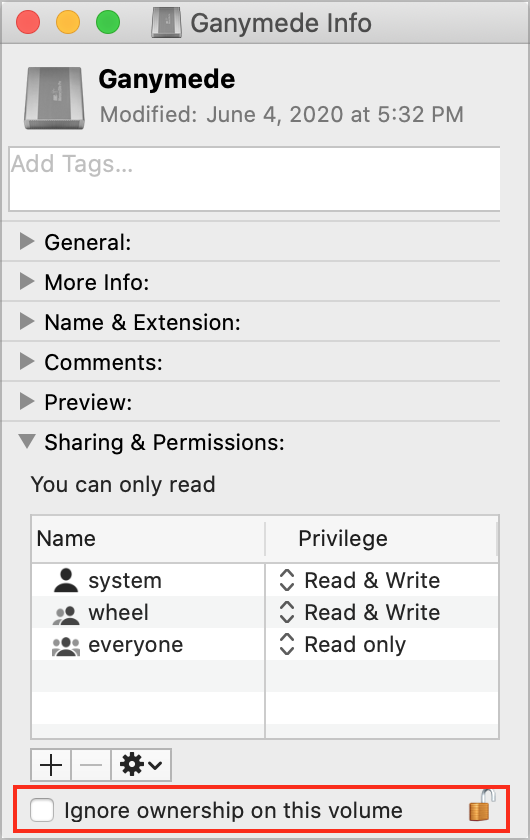 Ganymede Info
Ganymede
Modified: June 4, 2020 at 5:32 PM
Add Tags...
General:
More Info:
Name & Extension:
Comments:
Preview:
Sharing & Permissions:
You can only read
Name Privilege
system Read & Write
wheel Read & Write
everyone Read only
Ignore ownership on this volume